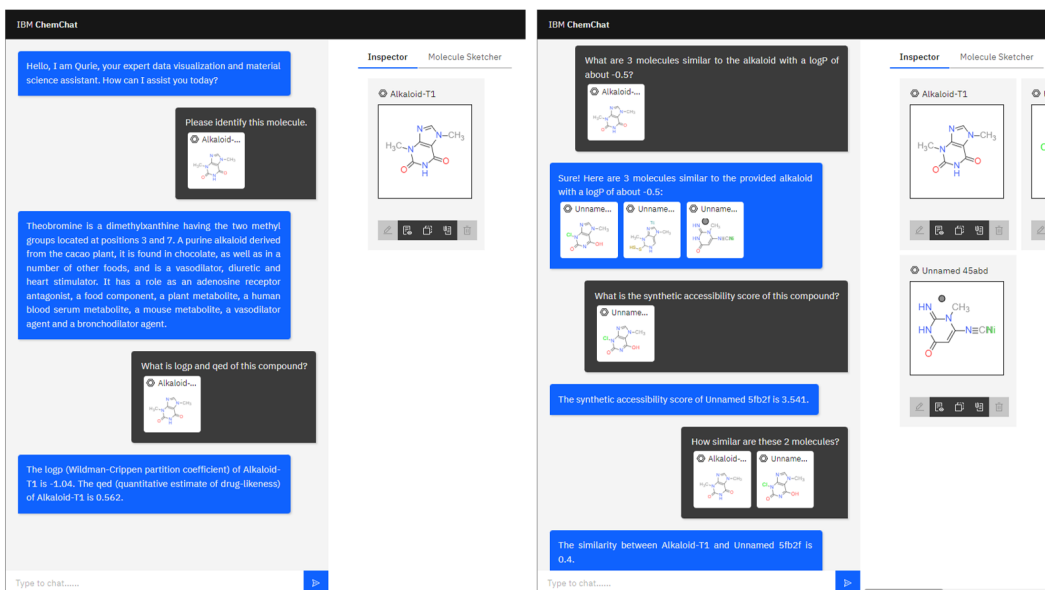 IBM ChemChat
Hello, I am Qurie, your expert data visualization and material
science assistant. How can I assist you today?
Please identify this molecule.
Alkaloid-...
Theobromine is a dimethylxanthine having the two methyl
groups located at positions 3 and 7. A purine alkaloid derived
from the cacao plant, it is found in chocolate, as well as in a
number of other foods, and is a vasodilator, diuretic and
heart stimulator. It has a role as an adenosine receptor
antagonist, a food component, a plant metabolite, a human
blood serum metabolite, a mouse metabolite, a vasodilator
agent and a bronchodilator agent.
What is logp and qed of this compound?
Alkaloid-...
The logp (Wildman-Crippen partition coefficient) of Alkaloid-
T1 is -1.04. The qed (quantitative estimate of drug-likeness)
of Alkaloid-T1 is 0.562.
Type to chat......
Inspector Molecule Sketcher
Alkaloid-T1
N
CH₃
N
H₃C
N
O
NH
O
IBM ChemChat
What are 3 molecules similar to the alkaloid with a logP of
about -0.5?
Alkaloid-...
Sure! Here are 3 molecules similar to the provided alkaloid
with a logP of about -0.5:
Unname... Unname... Unname...
What is the synthetic accessibility score of this compound?
Unname...
The synthetic accessibility score of Unnamed 5fb2f is 3.541.
How similar are these 2 molecules?
Alkaloid-... Unname...
The similarity between Alkaloid-T1 and Unnamed 5fb2f is
0.4.
Type to chat......
Inspector Molecule Sketcher
Alkaloid-T1
N
CH₃
N
H₃C
N
O
NH
O
Unnamed 45abd
HN
CH₃
N
HN
O